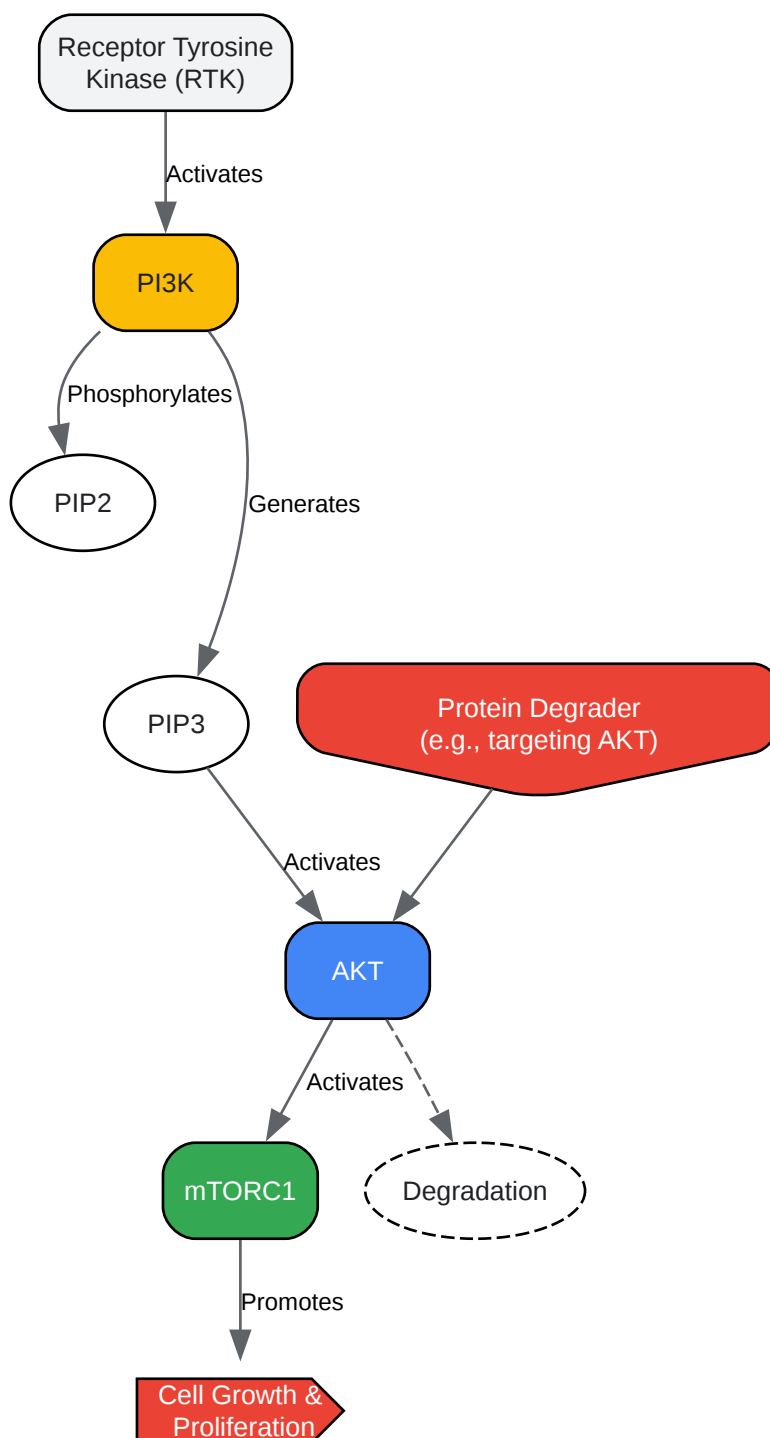 Receptor Tyrosine
Kinase (RTK)
Activates
PI3K
Phosphorylates
PIP2
Generates
PIP3
Protein Degrader
(e.g., targeting AKT)
Activates
AKT
Activates
mTORC1
Degradation
Promotes
Cell Growth &
Proliferation